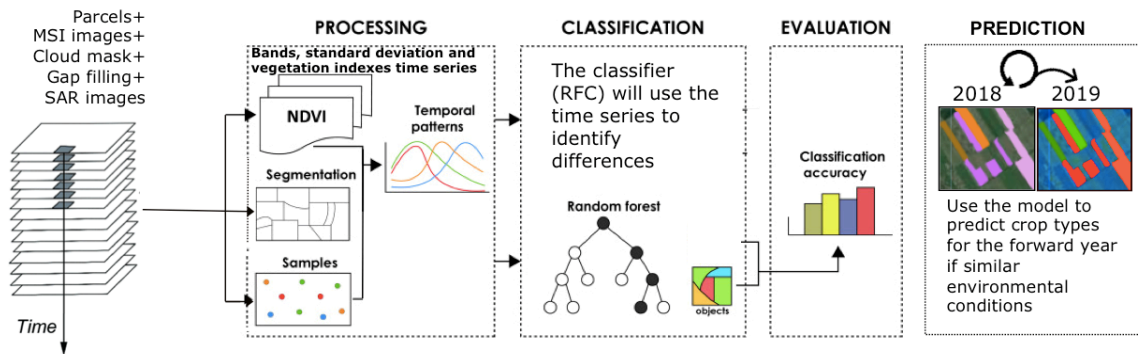 Parcels+
MSI images+
Cloud mask+
Gap filling+
SAR images
Time
PROCESSING
Bands, standard deviation and
vegetation indexes time series
NDVI
Temporal
patterns
Segmentation
Samples
CLASSIFICATION
The classifier
(RFC) will use the
time series to
identify
differences
Random forest
objects
EVALUATION
Classification
accuracy
PREDICTION
2018
2019
Use the model to
predict crop types
for the forward year
if similar
environmental
conditions